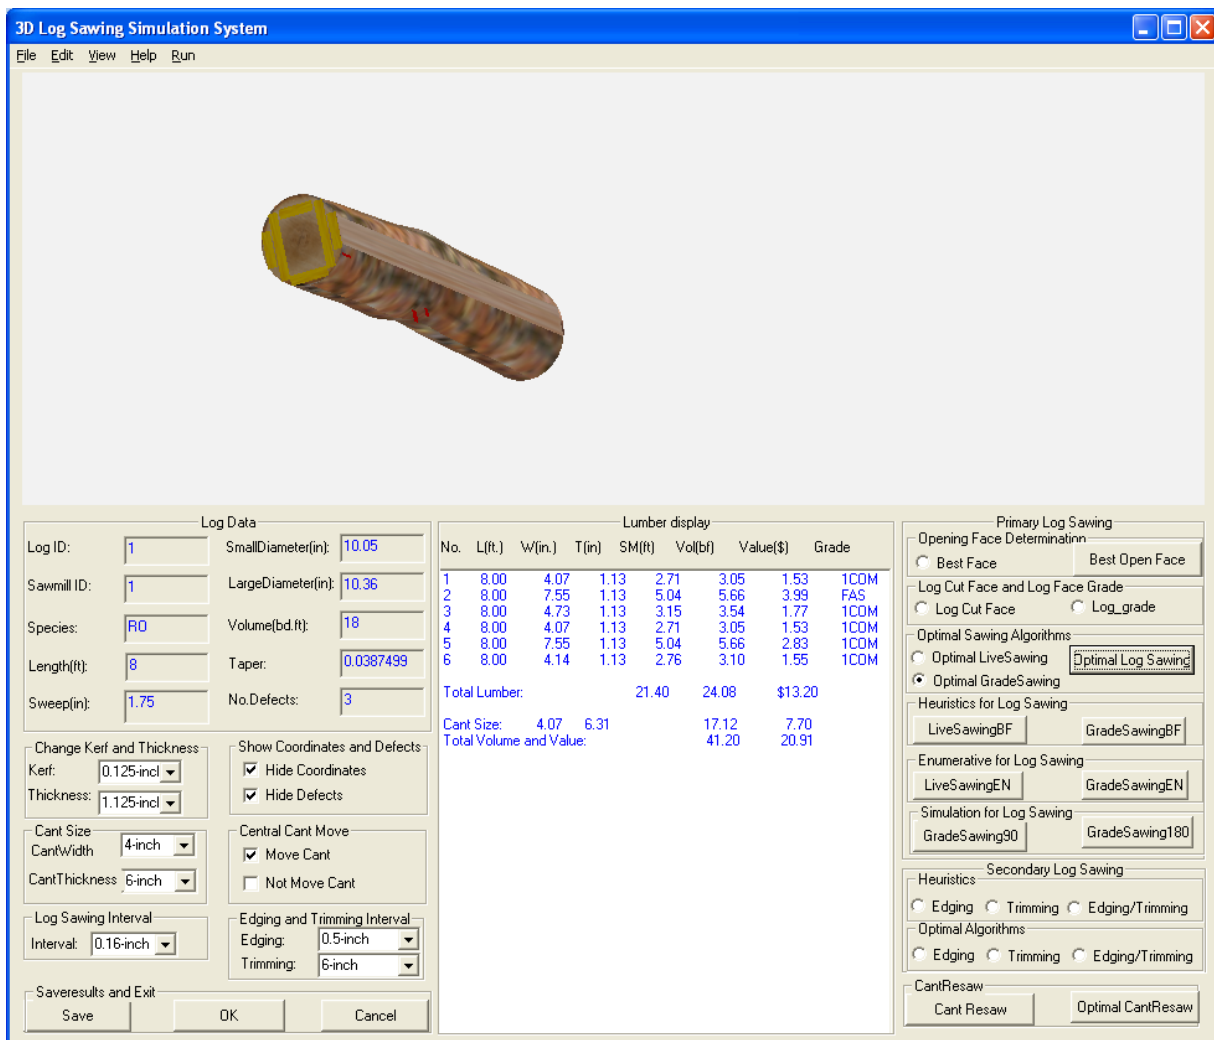 3D Log Sawing Simulation System
File Edit View Help Run
Log Data
Log ID: 1 SmallDiameter(in): 10.05
Sawmill ID: 1 LargeDiameter(in): 10.36
Species: RO Volume(bd.ft): 18
Length(ft): 8 Taper: 0.0387499
Sweep(in): 1.75 No.Defects: 3
Change Kerf and Thickness
Kerf: 0.125-incl
Thickness: 1.125-incl
Show Coordinates and Defects
Hide Coordinates
Hide Defects
Cant Size
CantWidth 4-inch
CantThickness 6-inch
Central Cant Move
Move Cant
Not Move Cant
Log Sawing Interval
Interval: 0.16-inch
Edging and Trimming Interval
Edging: 0.5-inch
Trimming: 6-inch
Saveresults and Exit
Save OK Cancel
Lumber display
No. L(ft.) W(in.) T(in) SM(ft) Vol(bf) Value($) Grade
1 8.00 4.07 1.13 2.71 3.05 1.53 1COM
2 8.00 7.55 1.13 5.04 5.66 3.99 FAS
3 8.00 4.73 1.13 3.15 3.54 1.77 1COM
4 8.00 4.07 1.13 2.71 3.05 1.53 1COM
5 8.00 7.55 1.13 5.04 5.66 2.83 1COM
6 8.00 4.14 1.13 2.76 3.10 1.55 1COM
Total Lumber: 21.40 24.08 $13.20
Cant Size: 4.07 6.31 17.12 7.70
Total Volume and Value: 41.20 20.91
Primary Log Sawing
Opening Face Determination
Best Face Best Open Face
Log Cut Face and Log Face Grade
Log Cut Face Log_grade
Optimal Sawing Algorithms
Optimal LiveSawing Optimal Log Sawing
Optimal GradeSawing
Heuristics for Log Sawing
LiveSawingBF GradeSawingBF
Enumerative for Log Sawing
LiveSawingEN GradeSawingEN
Simulation for Log Sawing
GradeSawing90 GradeSawing180
Secondary Log Sawing
Heuristics
Edging Trimming Edging/Trimming
Optimal Algorithms
Edging Trimming Edging/Trimming
CantResaw
Cant Resaw Optimal CantResaw